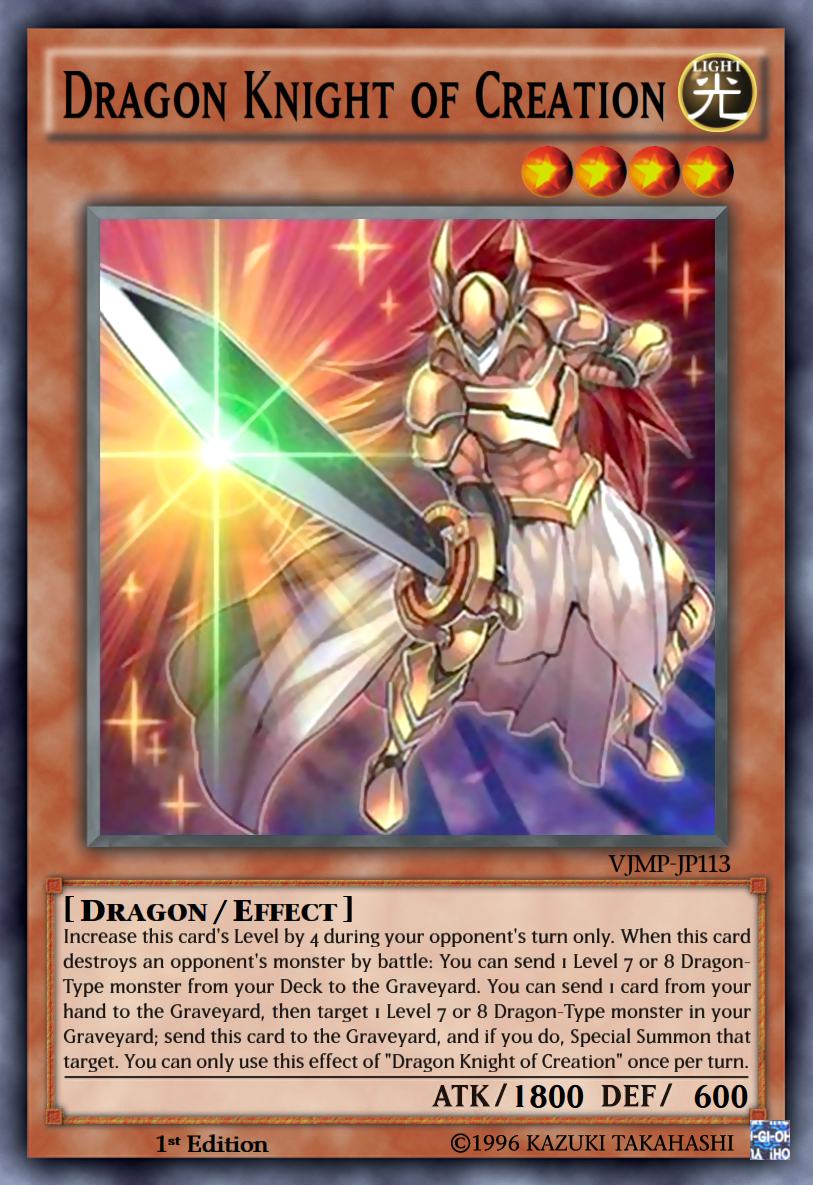 DRAGON KNIGHT OF CREATION
LIGHT
光
VJMP-JP113
[ DRAGON / EFFECT ]
Increase this card's Level by 4 during your opponent's turn only. When this card
destroys an opponent's monster by battle: You can send 1 Level 7 or 8 Dragon-
Type monster from your Deck to the Graveyard. You can send 1 card from your
hand to the Graveyard, then target 1 Level 7 or 8 Dragon-Type monster in your
Graveyard; send this card to the Graveyard, and if you do, Special Summon that
target. You can only use this effect of "Dragon Knight of Creation" once per turn.
ATK / 1800 DEF / 600
1st Edition
©1996 KAZUKI TAKAHASHI